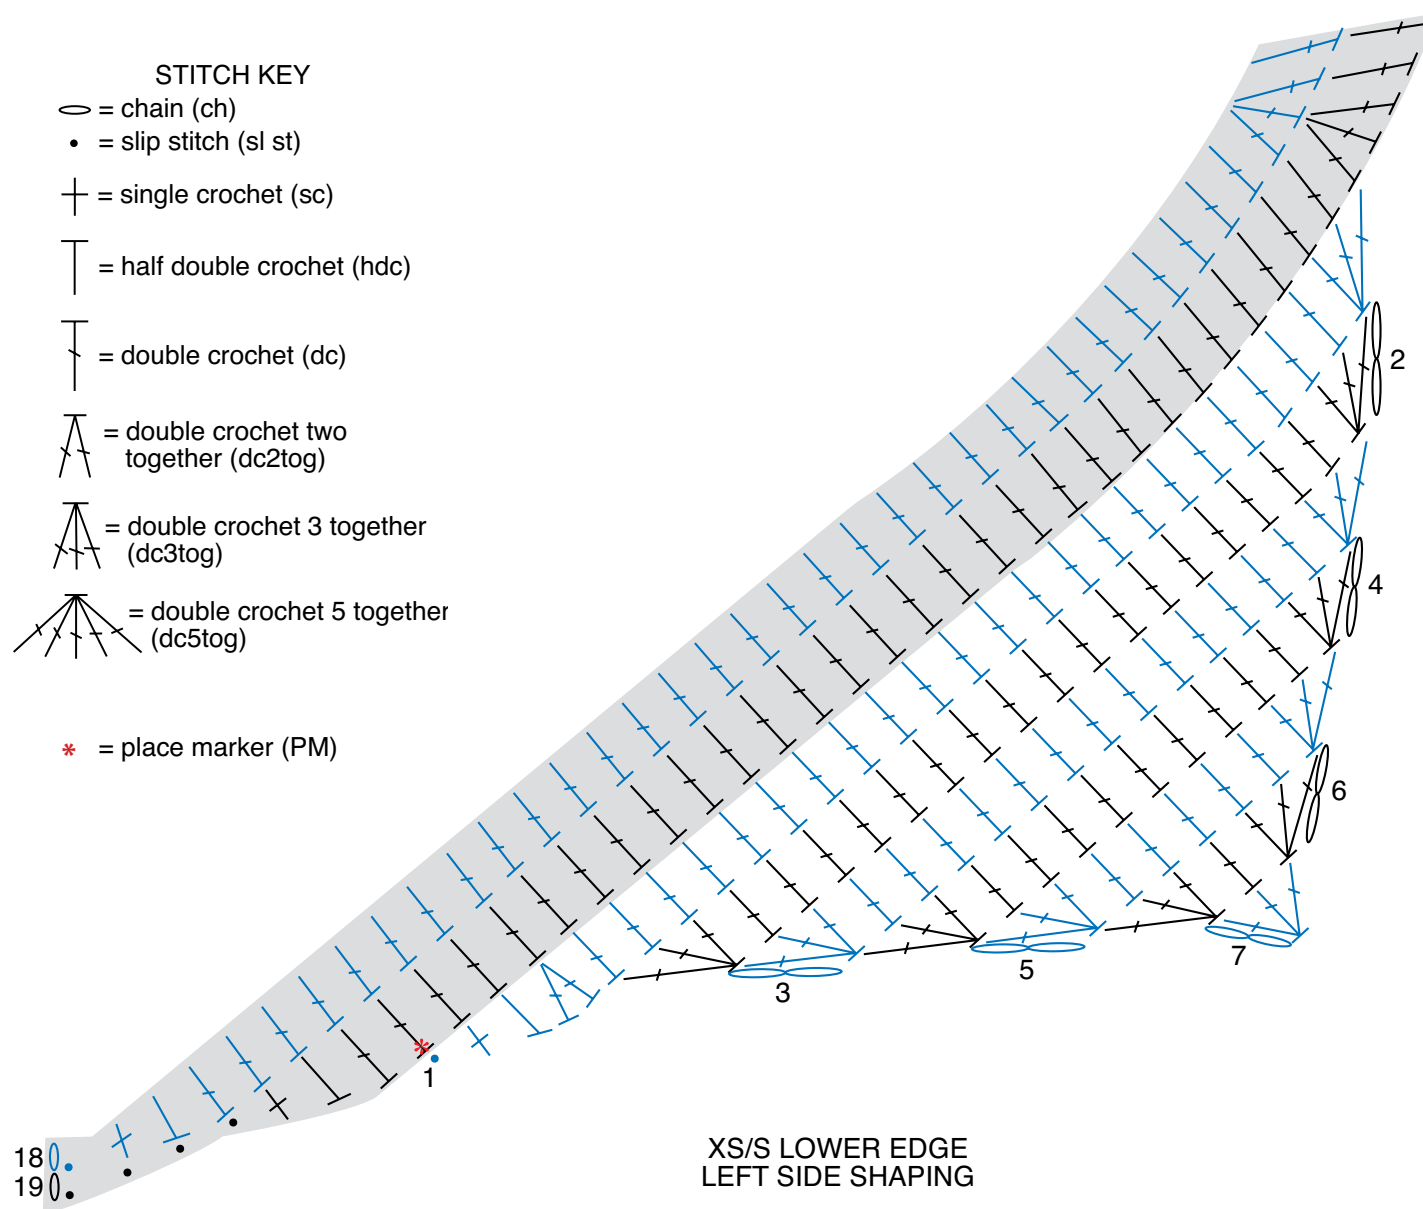 STITCH KEY
= chain (ch)
= slip stitch (sl st)
= single crochet (sc)
= half double crochet (hdc)
= double crochet (dc)
= double crochet two
together (dc2tog)
= double crochet 3 together
(dc3tog)
= double crochet 5 together
(dc5tog)
* = place marker (PM)
2
4
6
7
5
3
*
1
18
19
XS/S LOWER EDGE
LEFT SIDE SHAPING